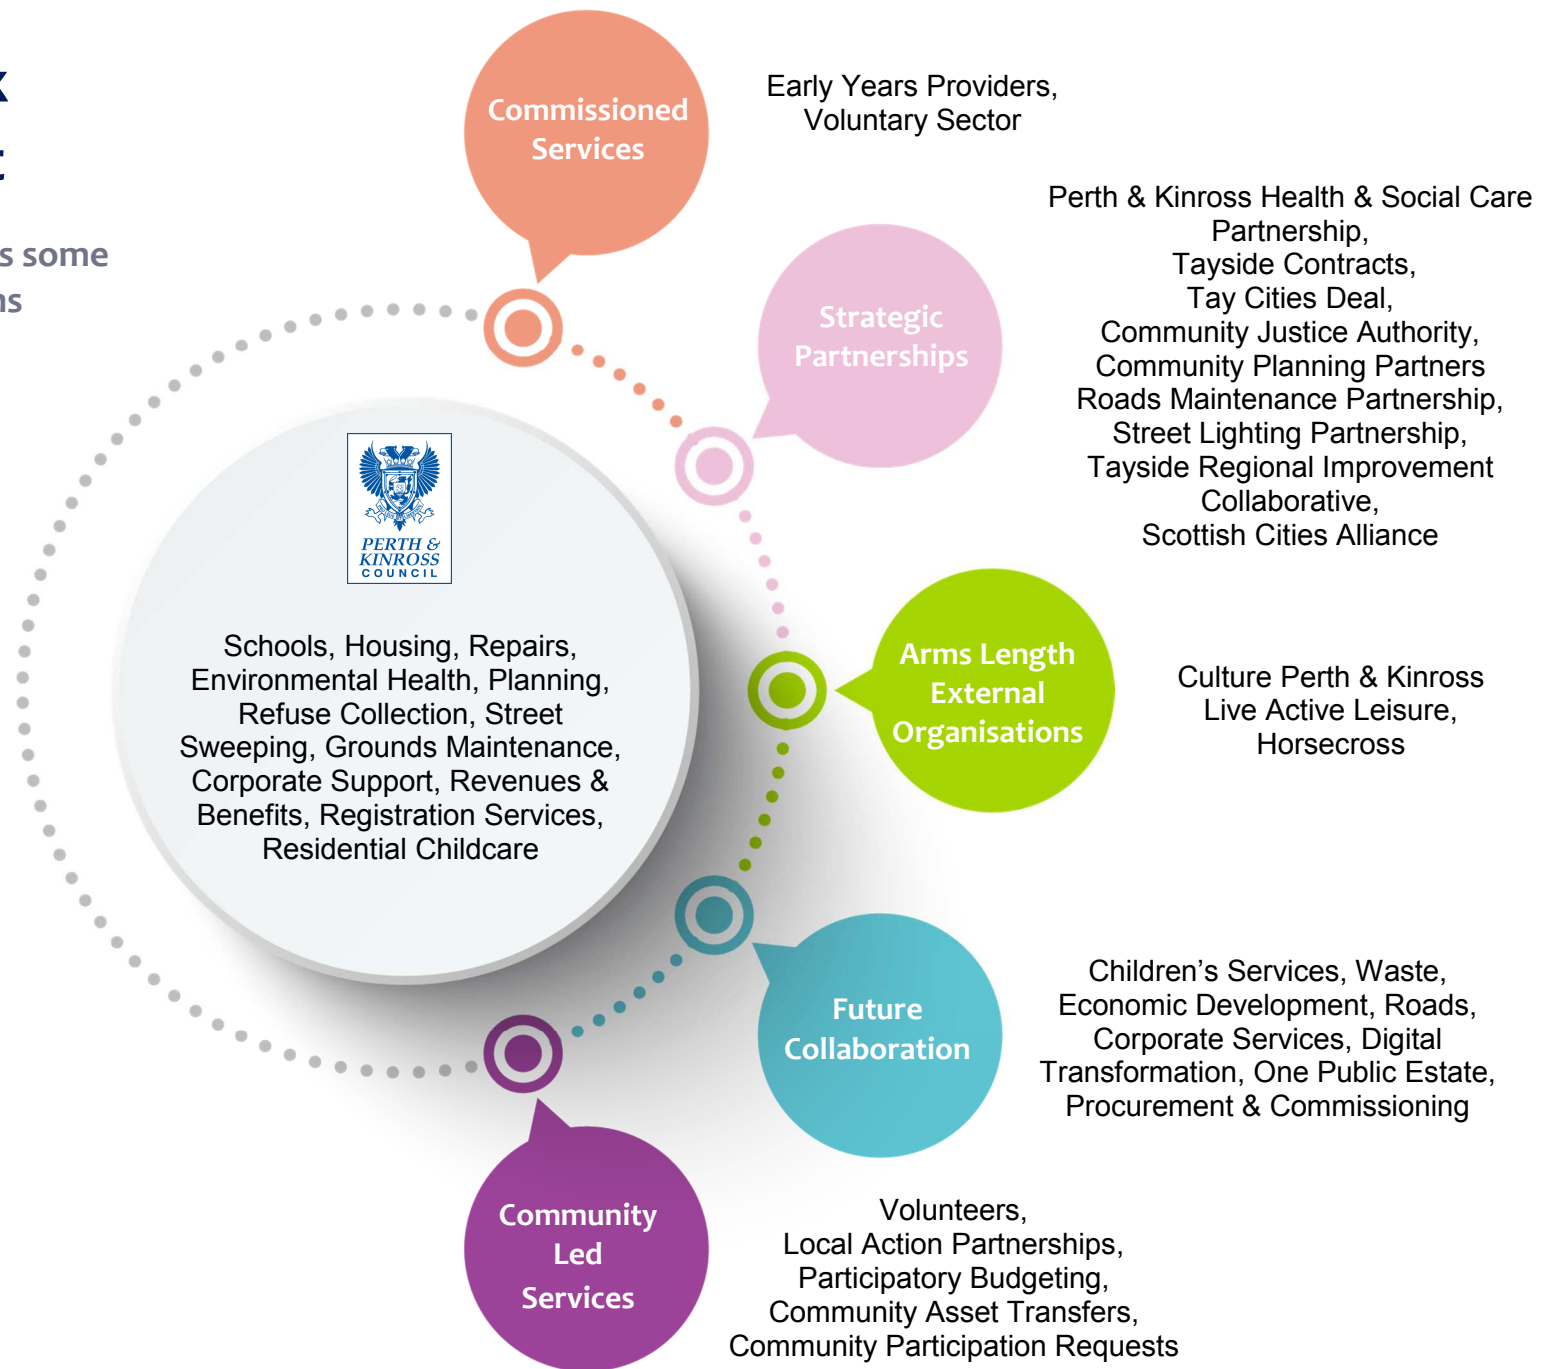 x
t
s some
ns
Commissioned
Services
Early Years Providers,
Voluntary Sector
Strategic
Partnerships
Perth & Kinross Health & Social Care
Partnership,
Tayside Contracts,
Tay Cities Deal,
Community Justice Authority,
Community Planning Partners
Roads Maintenance Partnership,
Street Lighting Partnership,
Tayside Regional Improvement
Collaborative,
Scottish Cities Alliance
PERTH &
KINROSS
COUNCIL
Schools, Housing, Repairs,
Environmental Health, Planning,
Refuse Collection, Street
Sweeping, Grounds Maintenance,
Corporate Support, Revenues &
Benefits, Registration Services,
Residential Childcare
Arms Length
External
Organisations
Culture Perth & Kinross
Live Active Leisure,
Horsecross
Future
Collaboration
Children’s Services, Waste,
Economic Development, Roads,
Corporate Services, Digital
Transformation, One Public Estate,
Procurement & Commissioning
Community
Led
Services
Volunteers,
Local Action Partnerships,
Participatory Budgeting,
Community Asset Transfers,
Community Participation Requests